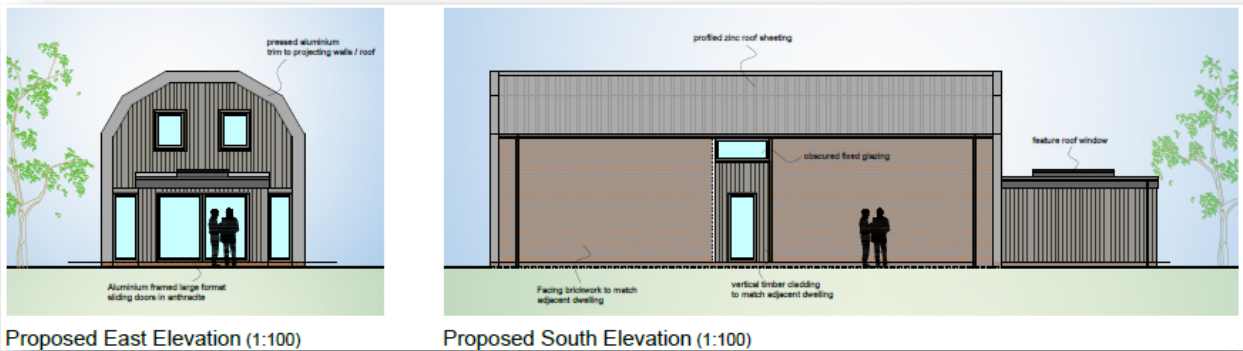 pressed aluminium
trim to projecting walls / roof
Aluminium framed large format
sliding doors in anthracite
Proposed East Elevation (1:100)
profiled zinc roof sheeting
obscured fixed glazing
feature roof window
Facing brickwork to match
adjacent dwelling
vertical timber cladding
to match adjacent dwelling
Proposed South Elevation (1:100)